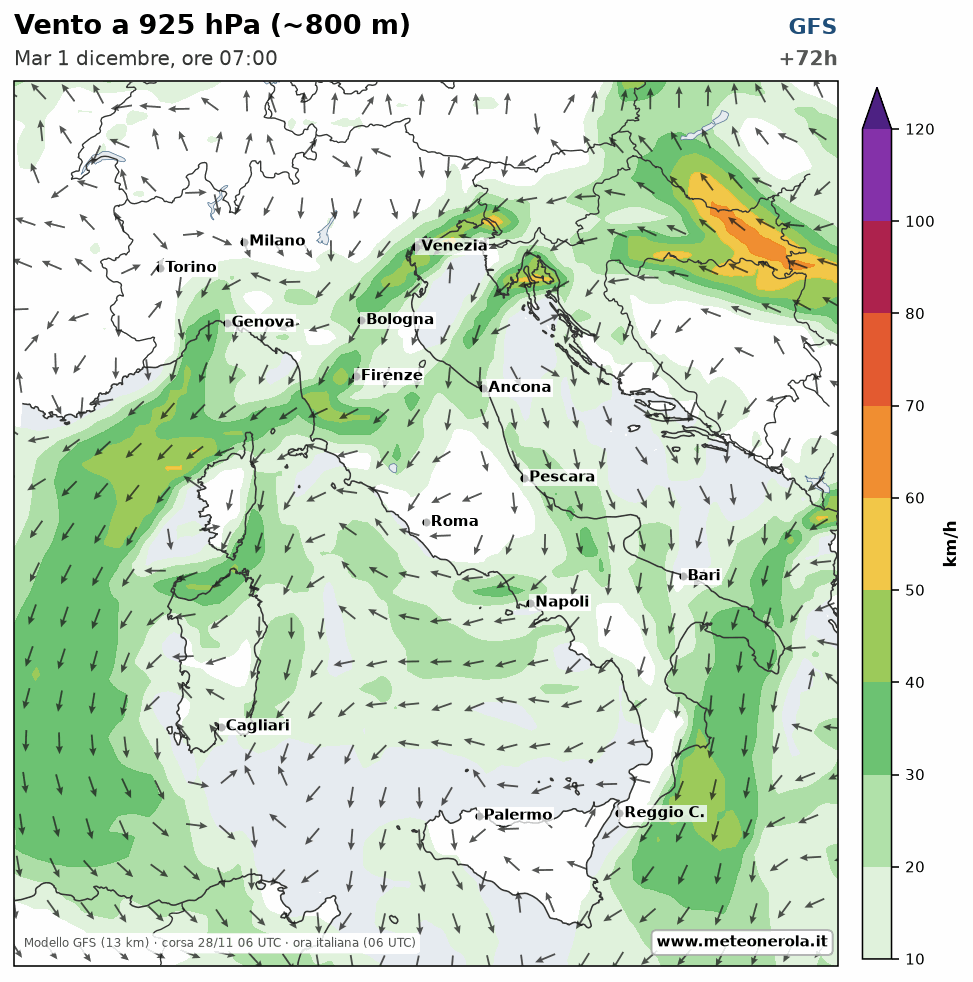 Vento a 925 hPa (~800 m)
GFS
Mar 1 dicembre, ore 07:00
+72h
120
100
80
70
60
50
40
30
20
10
km/h
Milano
Venezia
Torino
Genova
Bologna
Firenze
Ancona
Pescara
Roma
Bari
Napoli
Cagliari
Palermo
Reggio C.
Modello GFS (13 km) · corsa 28/11 06 UTC · ora italiana (06 UTC)
www.meteonerola.it